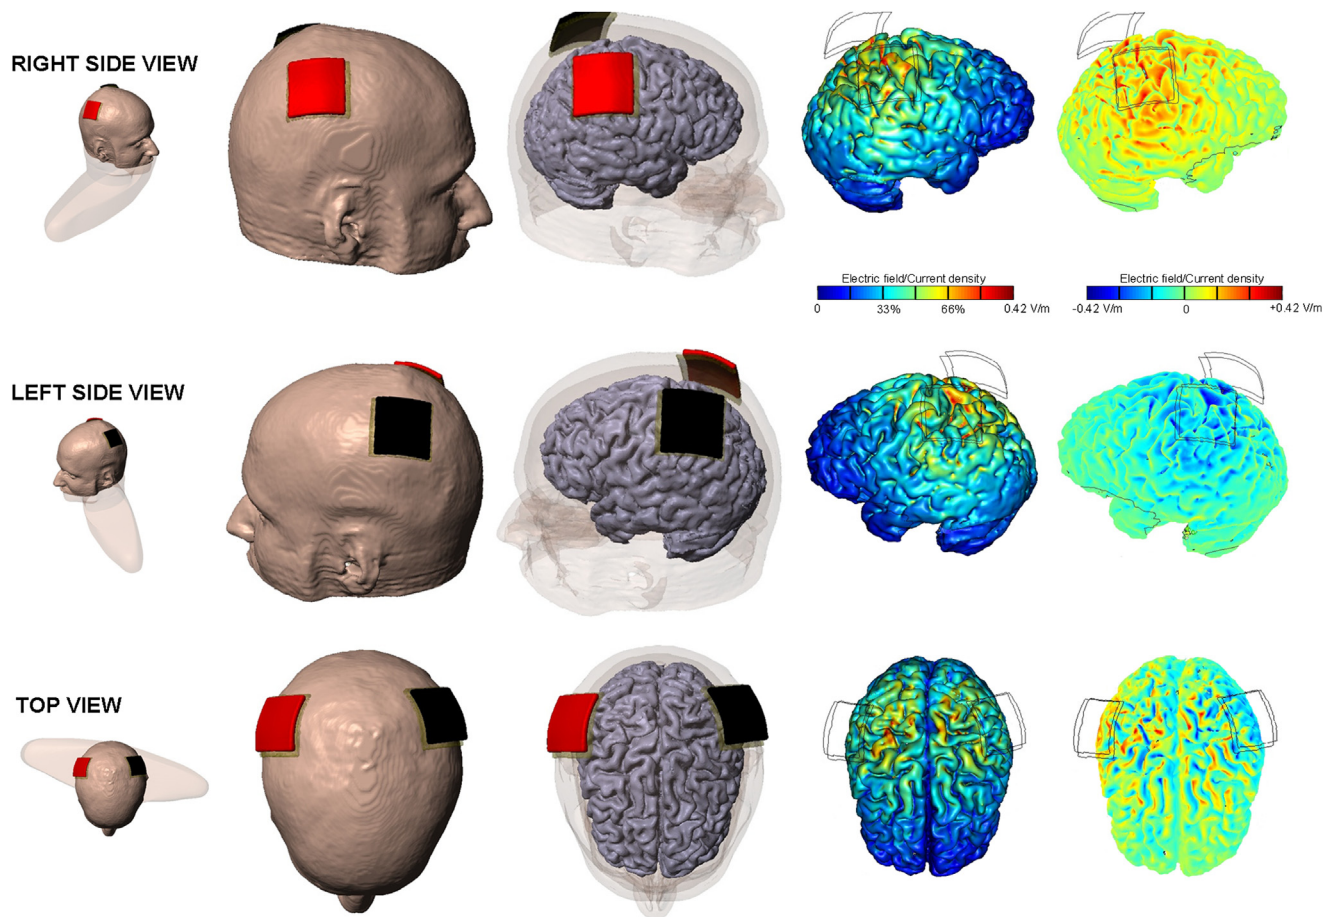 RIGHT SIDE VIEW
Electric field/Current density
0 33% 66% 0.42 V/m
Electric field/Current density
-0.42 V/m 0 +0.42 V/m
LEFT SIDE VIEW
TOP VIEW